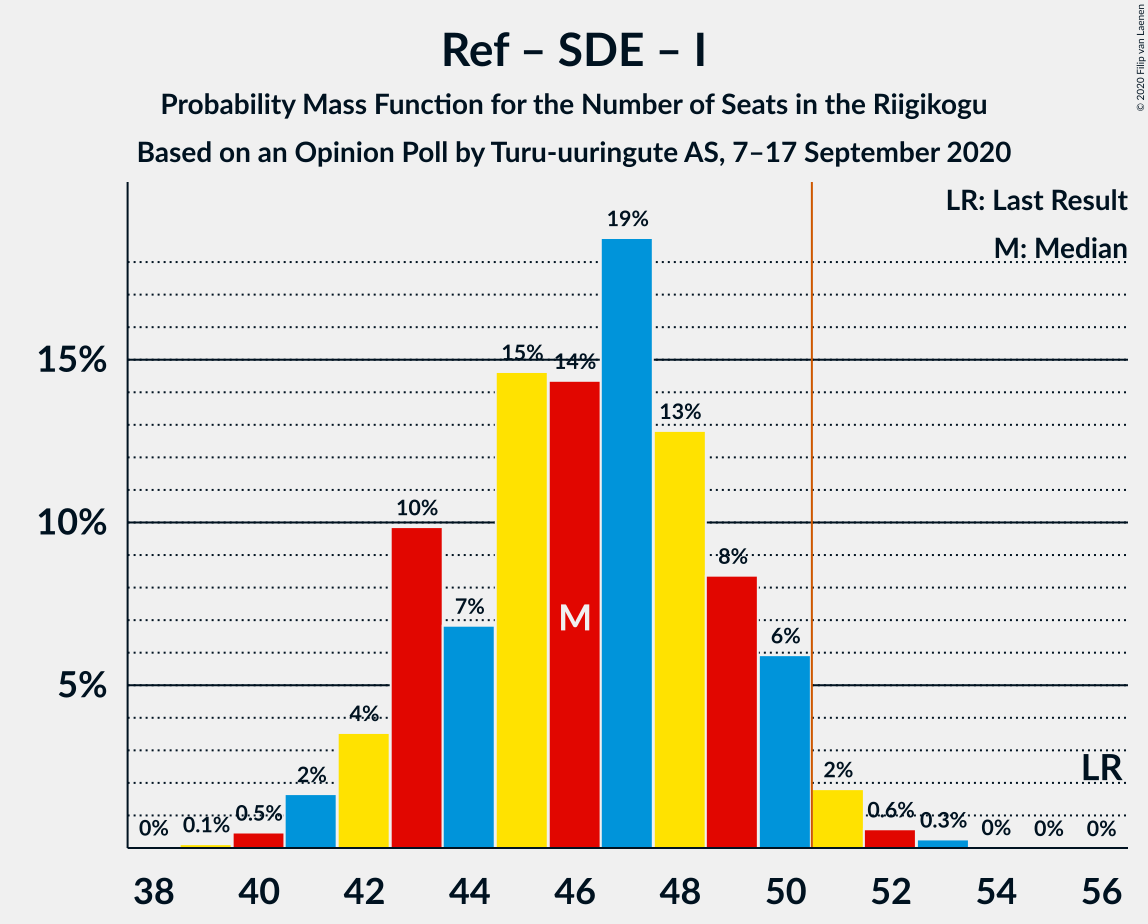 Ref – SDE – I
Probability Mass Function for the Number of Seats in the Riigikogu
Based on an Opinion Poll by Turu-uuringute AS, 7–17 September 2020
© 2020 Filip van Laenen
LR: Last Result
M: Median
19%
15%
15%
14%
13%
10%
10%
8%
7%
M
6%
5%
4%
2%
2%
LR
0%
0.1%
0.5%
0.6%
0.3%
0%
0%
0%
38 40 42 44 46 48 50 52 54 56